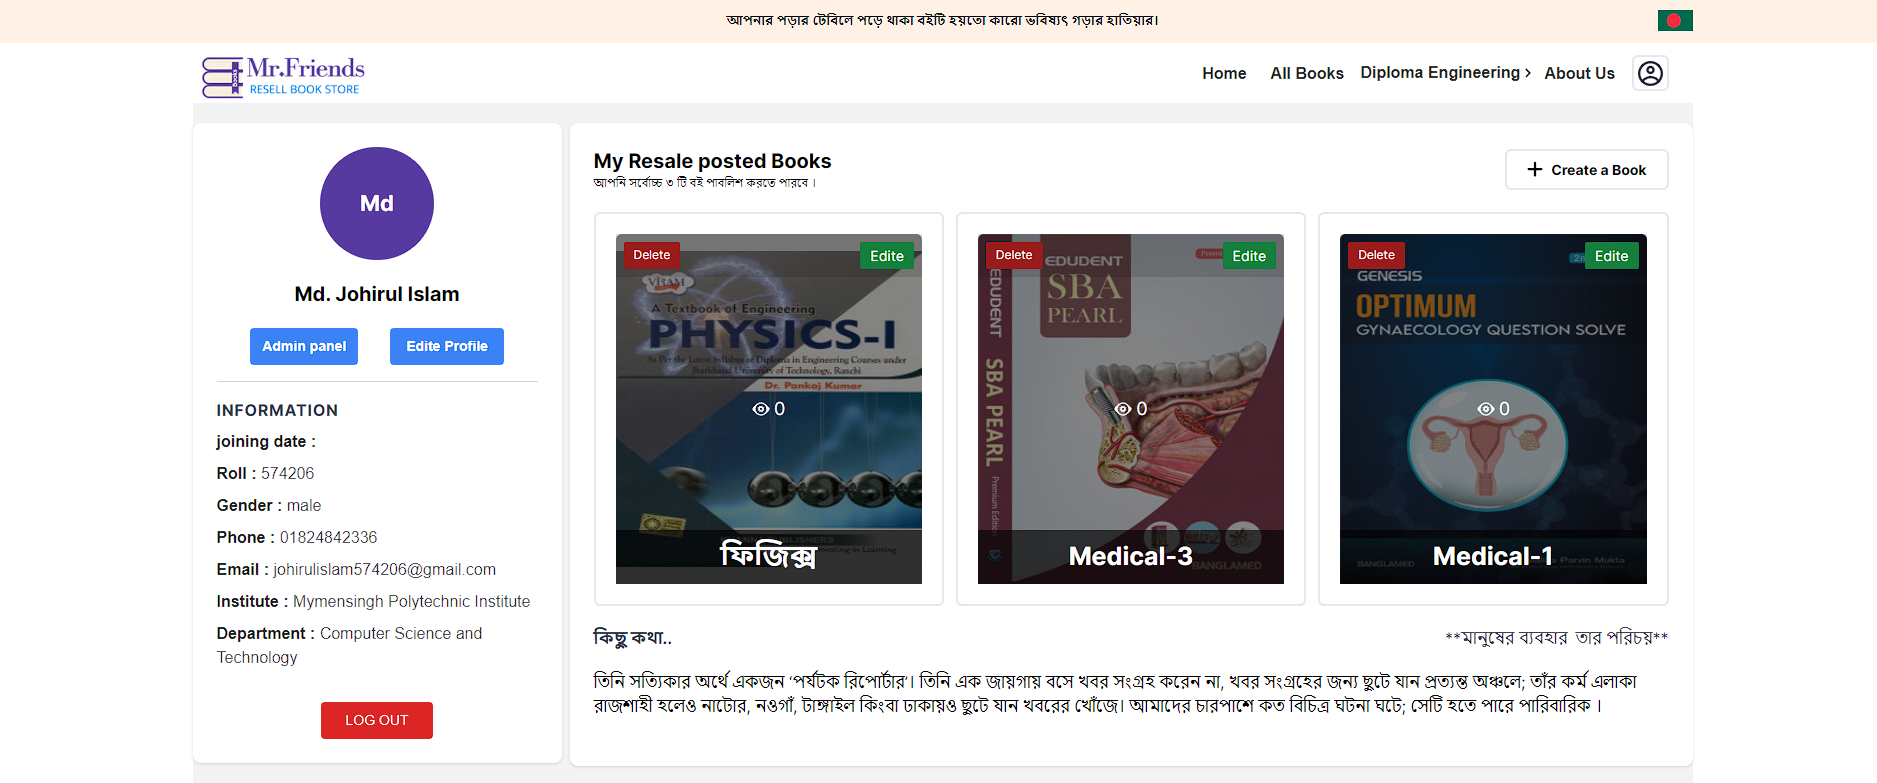 আপনার পড়ার টেবিলে পড়ে থাকা বইটি হয়তো কারো ভবিষ্যৎ গড়ার হাতিয়ার।
Mr.Friends
RESELL BOOK STORE
Home All Books Diploma Engineering > About Us
Md
Md. Johirul Islam
Admin panel Edite Profile
INFORMATION
joining date :
Roll : 574206
Gender : male
Phone : 01824842336
Email : johirulislam574206@gmail.com
Institute : Mymensingh Polytechnic Institute
Department : Computer Science and
Technology
LOG OUT
My Resale posted Books
আপনি সর্বোচ্চ ৩ টি বই পাবলিশ করতে পারবে ।
+ Create a Book
Delete Edite
A Textbook of Engineering
PHYSICS-I
As Per the Latest Syllabus of Diploma in Engineering Courses under
Jharkhand University of Technology, Ranchi
Dr. Pankaj Kumar
0
ফিজিক্স
Delete Edite
EDUDENT
SBA
PEARL
EDUDENT SBA PEARL Premium Edition
0
Medical-3
BANGLAMED
Delete Edite
GENESIS
OPTIMUM
GYNAECOLOGY QUESTION SOLVE
0
Medical-1
BANGLAMED Parvin Mukta
কিছু কথা..
**মানুষের ব্যবহার তার পরিচয়**
তিনি সত্যিকার অর্থে একজন ‘পর্যটক রিপোর্টার’। তিনি এক জায়গায় বসে খবর সংগ্রহ করেন না, খবর সংগ্রহের জন্য ছুটে যান প্রত্যন্ত অঞ্চলে; তাঁর কর্ম এলাকা
রাজশাহী হলেও নাটোর, নওগাঁ, টাঙ্গাইল কিংবা ঢাকায়ও ছুটে যান খবরের খোঁজে। আমাদের চারপাশে কত বিচিত্র ঘটনা ঘটে; সেটি হতে পারে পারিবারিক ।